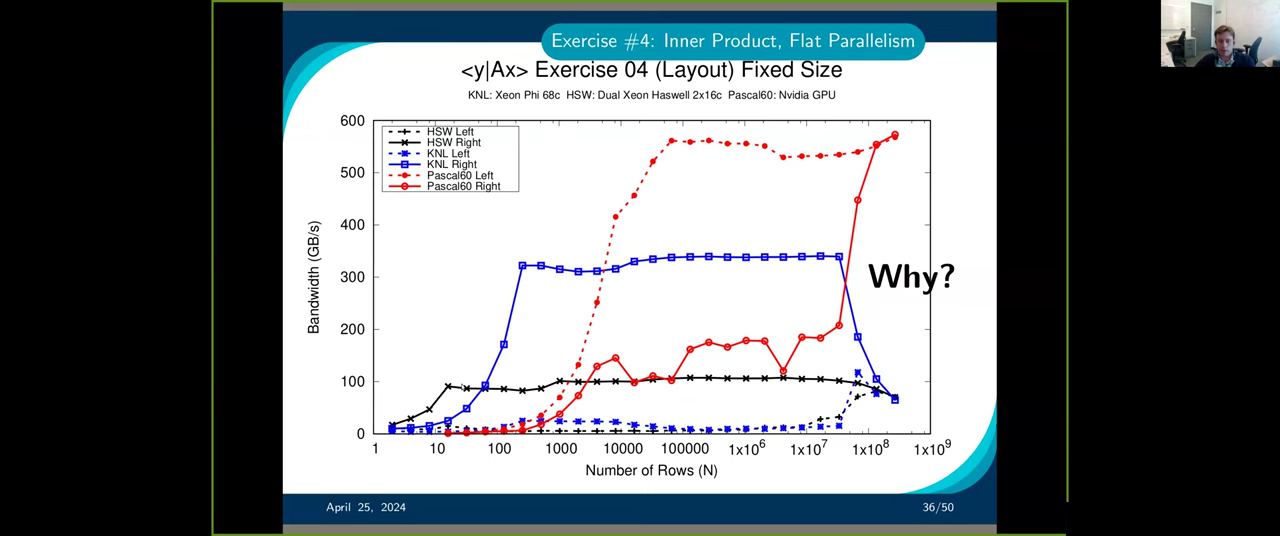 Exercise #4: Inner Product, Flat Parallelism
<y|Ax> Exercise 04 (Layout) Fixed Size
KNL: Xeon Phi 68c HSW: Dual Xeon Haswell 2x16c Pascal60: Nvidia GPU
600
500
400
300
200
100
0
Bandwidth (GB/s)
HSW Left
HSW Right
KNL Left
KNL Right
Pascal60 Left
Pascal60 Right
Why?
1 10 100 1000 10000 100000 1x10^6 1x10^7 1x10^8 1x10^9
Number of Rows (N)
April 25, 2024 36/50